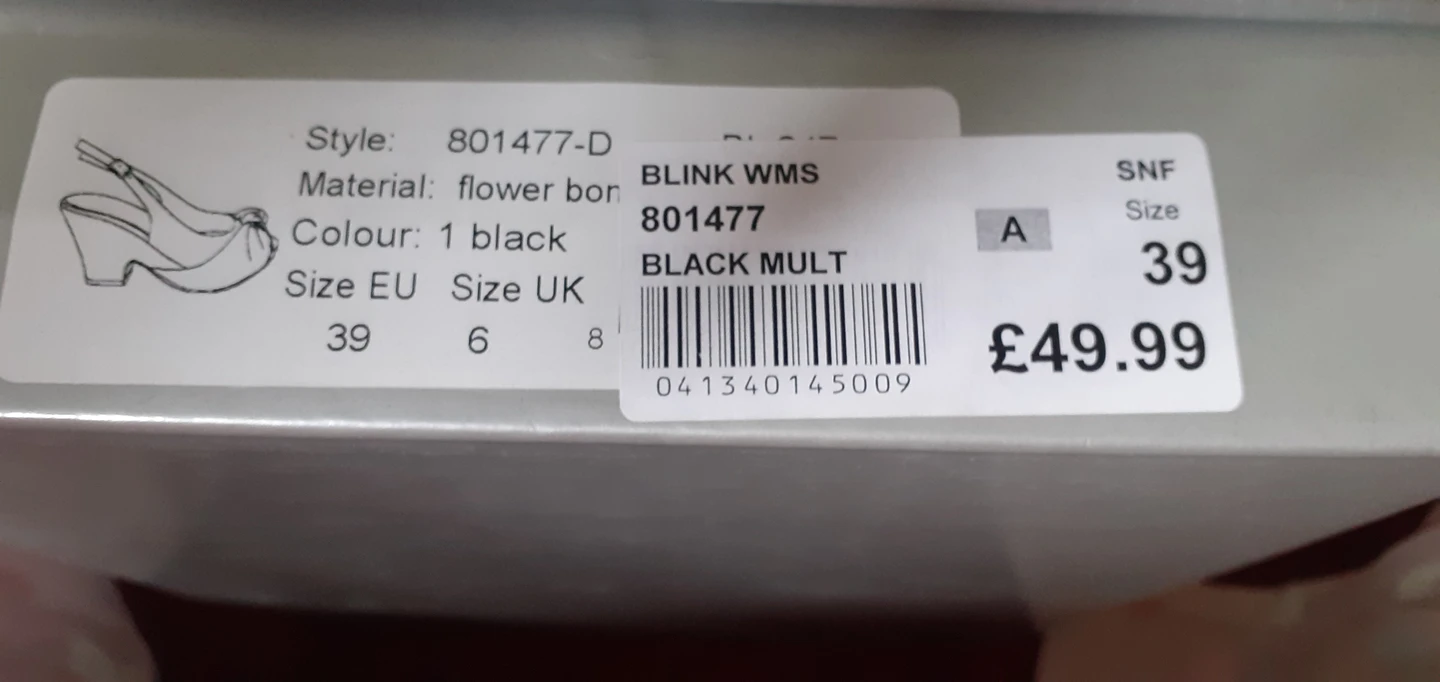 Style: 801477-D
Material: flower
Colour: 1 black
Size EU Size UK
39 6 8
BLINK WMS
801477
BLACK MULT
041340145009
A
SNF
Size
39
£49.99